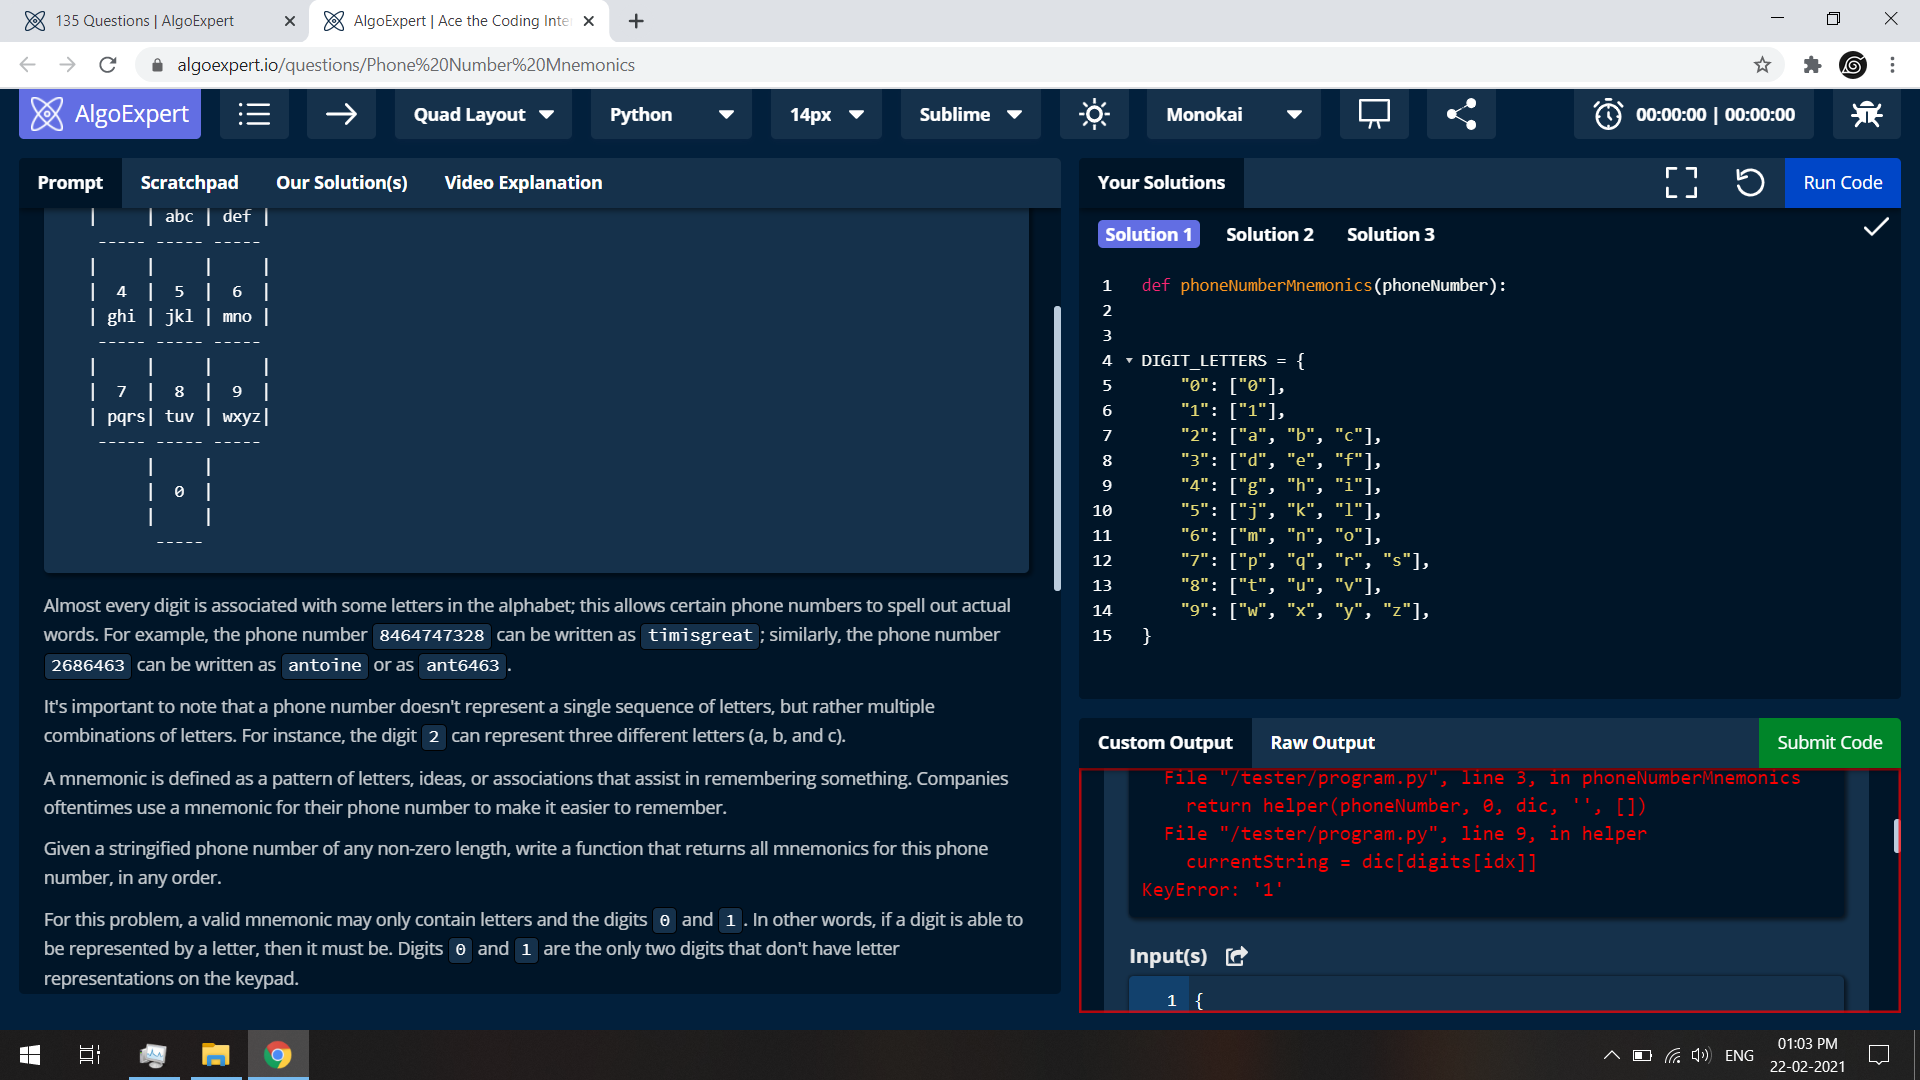 135 Questions | AlgoExpert
AlgoExpert | Ace the Coding Inte
algoexpert.io/questions/Phone%20Number%20Mnemonics
AlgoExpert
Quad Layout
Python
14px
Sublime
Monokai
00:00:00 | 00:00:00
Prompt
Scratchpad
Our Solution(s)
Video Explanation
|     | abc | def |
----- ----- -----
|     |     |     |
|  4  |  5  |  6  |
| ghi | jkl | mno |
----- ----- -----
|     |     |     |
|  7  |  8  |  9  |
| pqrs| tuv | wxyz|
----- ----- -----
|     |
|  0  |
|     |
-----
Almost every digit is associated with some letters in the alphabet; this allows certain phone numbers to spell out actual
words. For example, the phone number 8464747328 can be written as timisgreat; similarly, the phone number
2686463 can be written as antoine or as ant6463.
It's important to note that a phone number doesn't represent a single sequence of letters, but rather multiple
combinations of letters. For instance, the digit 2 can represent three different letters (a, b, and c).
A mnemonic is defined as a pattern of letters, ideas, or associations that assist in remembering something. Companies
oftentimes use a mnemonic for their phone number to make it easier to remember.
Given a stringified phone number of any non-zero length, write a function that returns all mnemonics for this phone
number, in any order.
For this problem, a valid mnemonic may only contain letters and the digits 0 and 1. In other words, if a digit is able to
be represented by a letter, then it must be. Digits 0 and 1 are the only two digits that don't have letter
representations on the keypad.
Your Solutions
Run Code
Solution 1
Solution 2
Solution 3
1 def phoneNumberMnemonics(phoneNumber):
2
3
4 DIGIT_LETTERS = {
5 "0": ["0"],
6 "1": ["1"],
7 "2": ["a", "b", "c"],
8 "3": ["d", "e", "f"],
9 "4": ["g", "h", "i"],
10 "5": ["j", "k", "l"],
11 "6": ["m", "n", "o"],
12 "7": ["p", "q", "r", "s"],
13 "8": ["t", "u", "v"],
14 "9": ["w", "x", "y", "z"],
15 }
Custom Output
Raw Output
Submit Code
File "/tester/program.py", line 3, in phoneNumberMnemonics
return helper(phoneNumber, 0, dic, '', [])
File "/tester/program.py", line 9, in helper
currentString = dic[digits[idx]]
KeyError: '1'
Input(s)
1 {
ENG
01:03 PM
22-02-2021